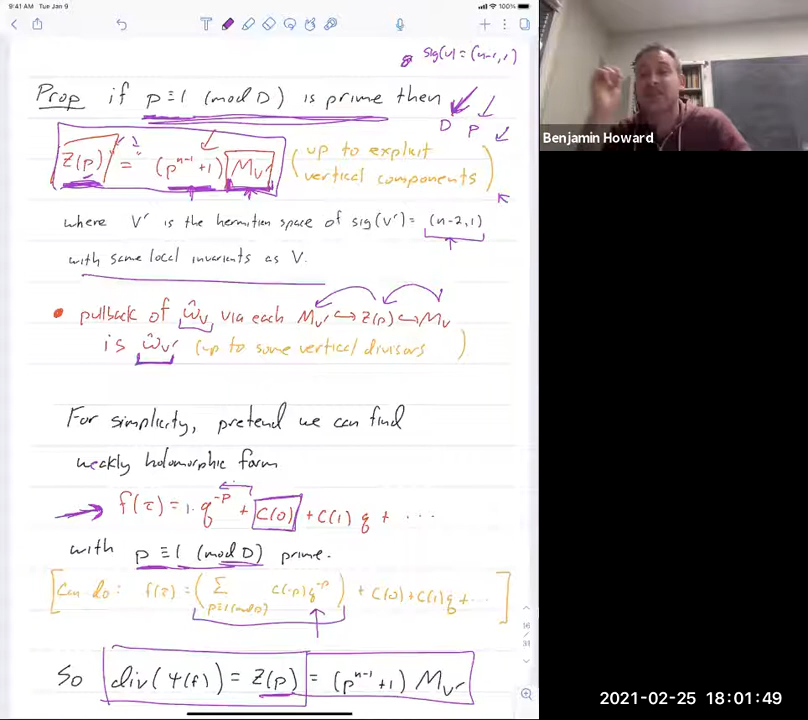 9:41 AM Tue Jan 9
100%
sig(V) = (n-1, 1)
Prop if p≡1 (mod D) is prime then
D p
Z(p) = (p^{n-1}+1) M_{V'} (up to explicit vertical components)
where V' is the hermitian space of sig(V') = (n-2, 1)
with same local invariants as V.
• pullback of ω̂_V via each M_{V'} ↪ Z(p) ↪ M_V
is ω̂_{V'} (up to some vertical divisors)
For simplicity, pretend we can find
weakly holomorphic form
f(τ) = 1·q^{-p} + C(0) + C(1) q + ···
with p≡1 (mod D) prime.
[Can do: f(τ) = (Σ_{p≡1(mod D)} C(-p) q^{-p}) + C(0) + C(1) q + ···]
So div(Ψ(f)) = Z(p) = (p^{n-1}+1) M_{V'}
Benjamin Howard
2021-02-25 18:01:49